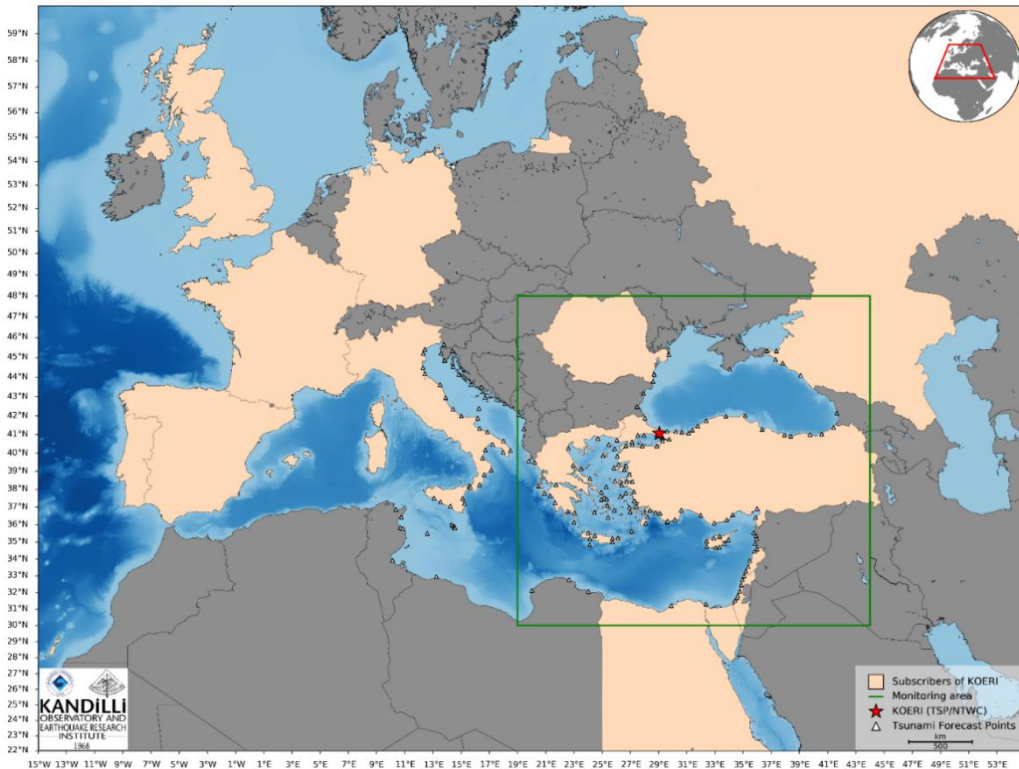 59°N
58°N
57°N
56°N
55°N
54°N
53°N
52°N
51°N
50°N
49°N
48°N
47°N
46°N
45°N
44°N
43°N
42°N
41°N
40°N
39°N
38°N
37°N
36°N
35°N
34°N
33°N
32°N
31°N
30°N
29°N
28°N
27°N
26°N
25°N
24°N
23°N
22°N
KANDİLLİ
OBSERVATORY AND
EARTHQUAKE RESEARCH
INSTITUTE
1868
Subscribers of KOERI
Monitoring area
KOERI (TSP/NTWC)
Tsunami Forecast Points
km
500
15°W 13°W 11°W 9°W 7°W 5°W 3°W 1°W 1°E 3°E 5°E 7°E 9°E 11°E 13°E 15°E 17°E 19°E 21°E 23°E 25°E 27°E 29°E 31°E 33°E 35°E 37°E 39°E 41°E 43°E 45°E 47°E 49°E 51°E 53°E